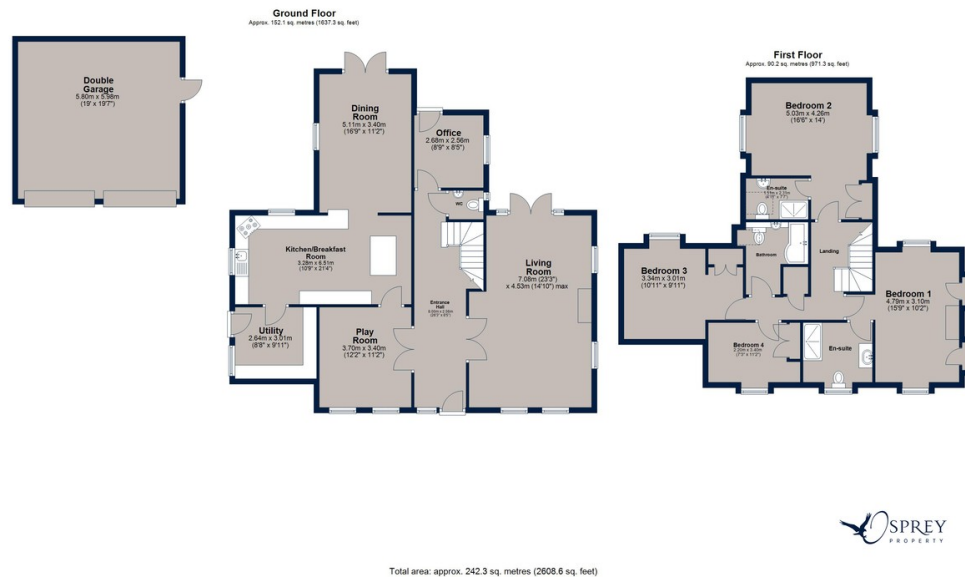 Ground Floor
Approx. 152.1 sq. metres (1637.3 sq. feet)
Double
Garage
5.80m x 5.98m
(19' x 19'7")
Dining
Room
5.11m x 3.40m
(16'9" x 11'2")
Office
2.68m x 2.56m
(8'9" x 8'5")
WC
Kitchen/Breakfast
Room
3.28m x 6.51m
(10'9" x 21'4")
Living
Room
7.08m (23'3")
x 4.53m (14'10") max
Entrance
Hall
Utility
2.64m x 3.01m
(8'8" x 9'11")
Play
Room
3.70m x 3.40m
(12'2" x 11'2")
First Floor
Approx. 90.2 sq. metres (971.3 sq. feet)
Bedroom 2
5.03m x 4.26m
(16'6" x 14')
En-suite
Bathroom
Landing
Bedroom 3
3.34m x 3.01m
(10'11" x 9'11")
Bedroom 1
4.79m x 3.10m
(15'9" x 10'2")
Bedroom 4
En-suite
OSPREY
PROPERTY
Total area: approx. 242.3 sq. metres (2608.6 sq. feet)